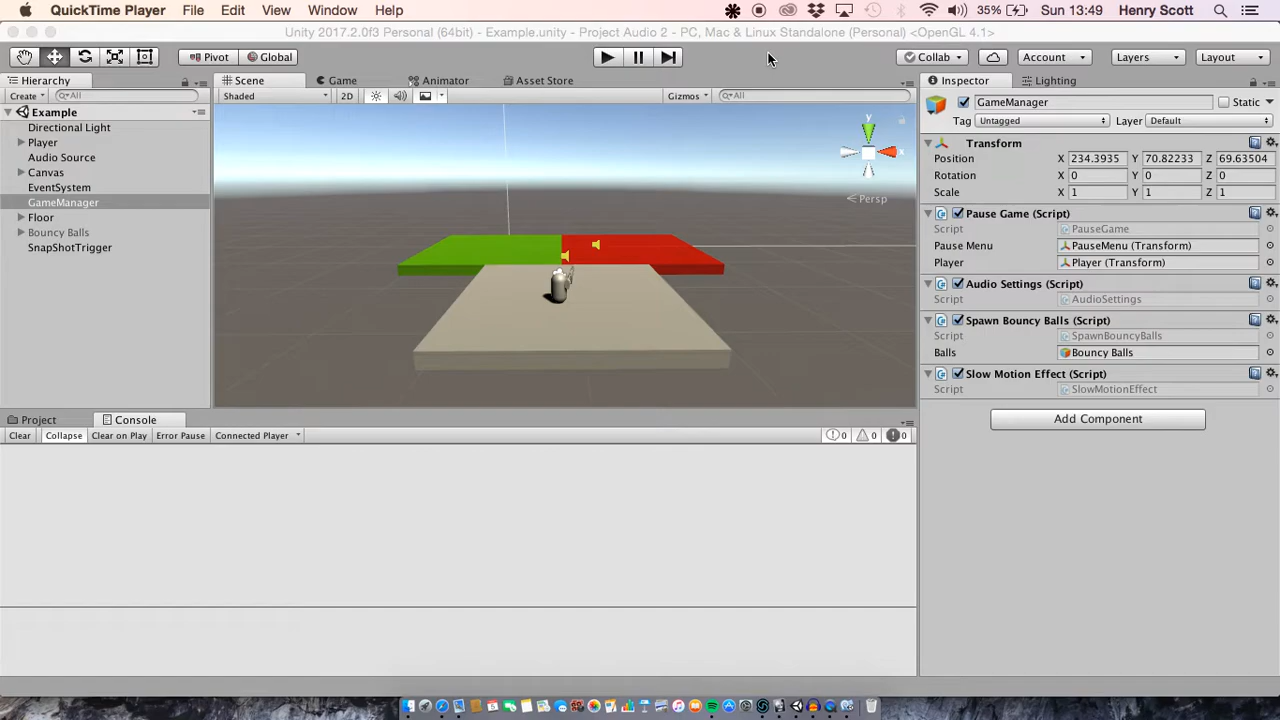 QuickTime Player File Edit View Window Help 35% Sun 13:49 Henry Scott
Unity 2017.2.0f3 Personal (64bit) - Example.unity - Project Audio 2 - PC, Mac & Linux Standalone (Personal) <OpenGL 4.1>
Pivot Global Collab Account Layers Layout
Hierarchy Scene Game Animator Asset Store Inspector Lighting
Create All Shaded 2D Gizmos All
Example
Directional Light
Player
Audio Source
Canvas
EventSystem
GameManager
Floor
Bouncy Balls
SnapShotTrigger
y
x
Persp
GameManager Static
Tag Untagged Layer Default
Transform
Position X 234.3935 Y 70.82233 Z 69.63504
Rotation X 0 Y 0 Z 0
Scale X 1 Y 1 Z 1
Pause Game (Script)
Script PauseGame
Pause Menu PauseMenu (Transform)
Player Player (Transform)
Audio Settings (Script)
Script AudioSettings
Spawn Bouncy Balls (Script)
Script SpawnBouncyBalls
Balls Bouncy Balls
Slow Motion Effect (Script)
Script SlowMotionEffect
Add Component
Project Console
Clear Collapse Clear on Play Error Pause Connected Player 0 0 0